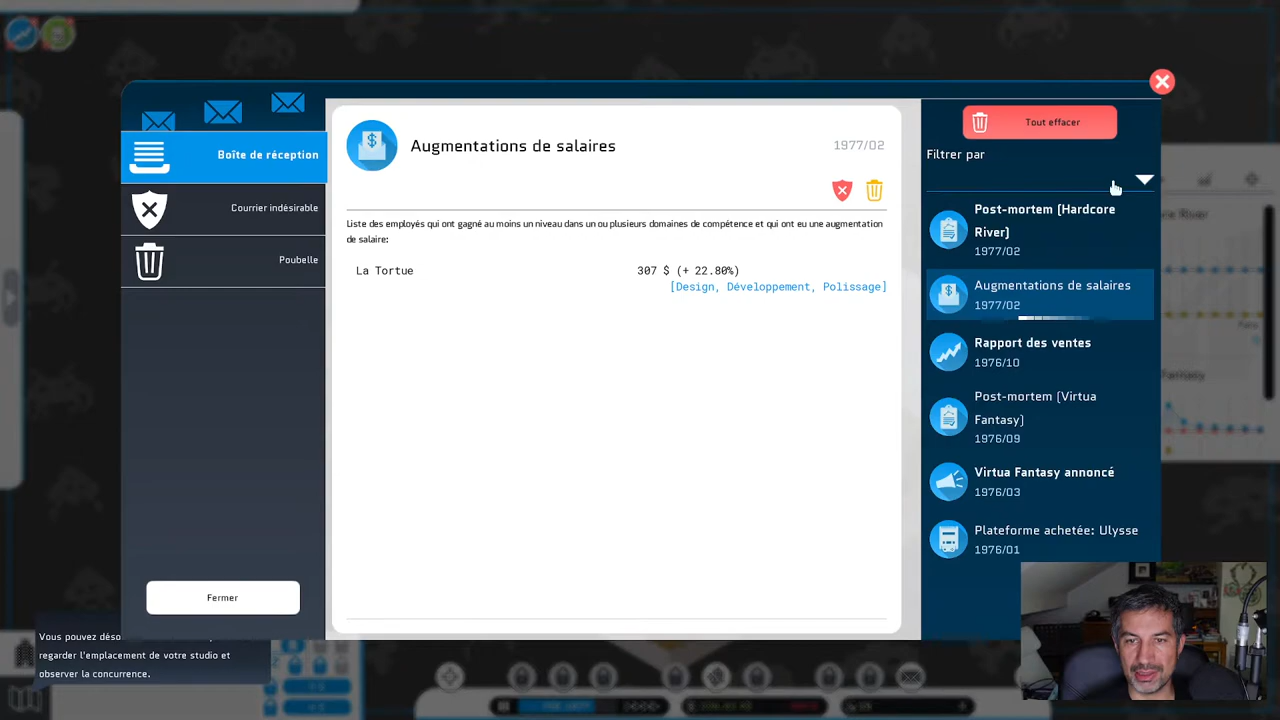 Boîte de réception
Courrier indésirable
Poubelle
Fermer
Augmentations de salaires
1977/02
Liste des employés qui ont gagné au moins un niveau dans un ou plusieurs domaines de compétence et qui ont eu une augmentation
de salaire:
La Tortue
307 $ (+ 22.80%)
[Design, Développement, Polissage]
Tout effacer
Filtrer par
Post-mortem (Hardcore
River)
1977/02
Augmentations de salaires
1977/02
Rapport des ventes
1976/10
Post-mortem (Virtua
Fantasy)
1976/09
Virtua Fantasy annoncé
1976/03
Plateforme achetée: Ulysse
1976/01
Vous pouvez
regarder l'emplacement de votre studio et
observer la concurrence.